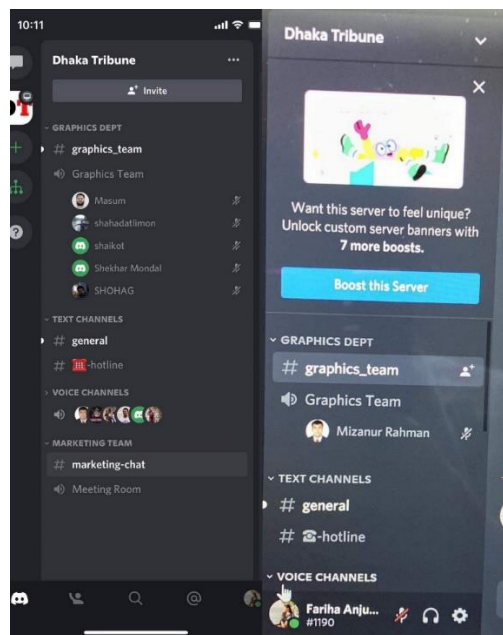 10:11
Dhaka Tribune
Invite
GRAPHICS DEPT
# graphics_team
Graphics Team
Masum
shahadatlimon
shaikot
Shekhar Mondal
SHOHAG
TEXT CHANNELS
# general
# ☎️-hotline
VOICE CHANNELS
MARKETING TEAM
# marketing-chat
Meeting Room
Dhaka Tribune
Want this server to feel unique?
Unlock custom server banners with
7 more boosts.
Boost this Server
GRAPHICS DEPT
# graphics_team
Graphics Team
Mizanur Rahman
TEXT CHANNELS
# general
# ☎-hotline
VOICE CHANNELS
Fariha Anju...
#1190